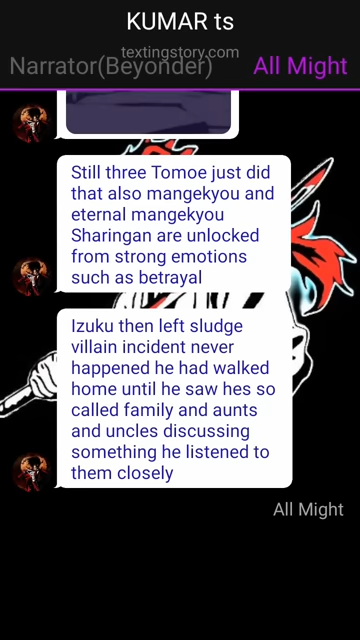 KUMAR ts
textingstory.com
Narrator(Beyonder)
All Might
Still three Tomoe just did
that also mangekyou and
eternal mangekyou
Sharingan are unlocked
from strong emotions
such as betrayal
Izuku then left sludge
villain incident never
happened he had walked
home until he saw hes so
called family and aunts
and uncles discussing
something he listened to
them closely
All Might